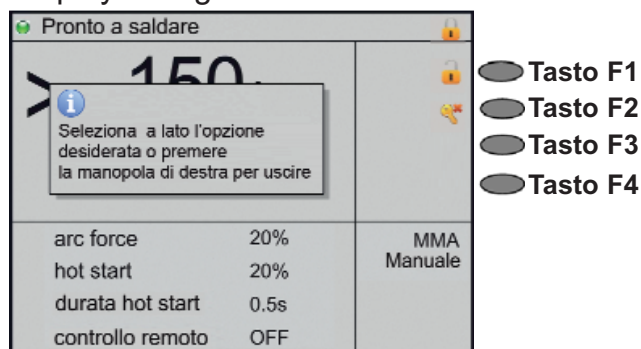 Pronto a saldare
> 150
Seleziona a lato l'opzione
desiderata o premere
la manopola di destra per uscire
Tasto F1
Tasto F2
Tasto F3
Tasto F4
arc force 20%
hot start 20%
durata hot start 0.5s
controllo remoto OFF
MMA
Manuale